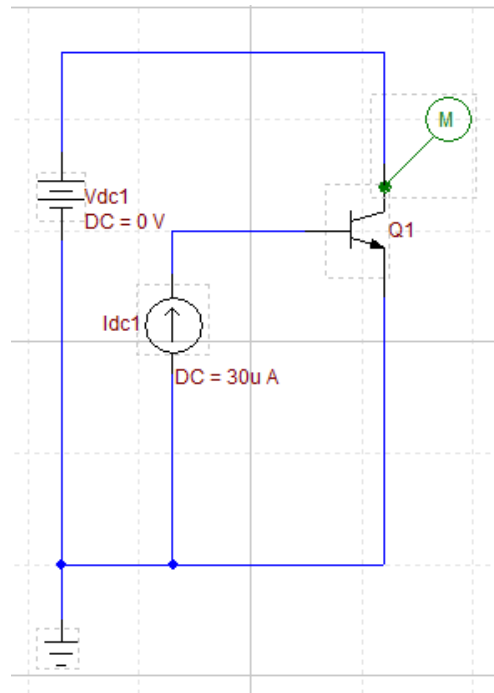 M
Vdc1
DC = 0 V
Q1
Idc1
DC = 30u A